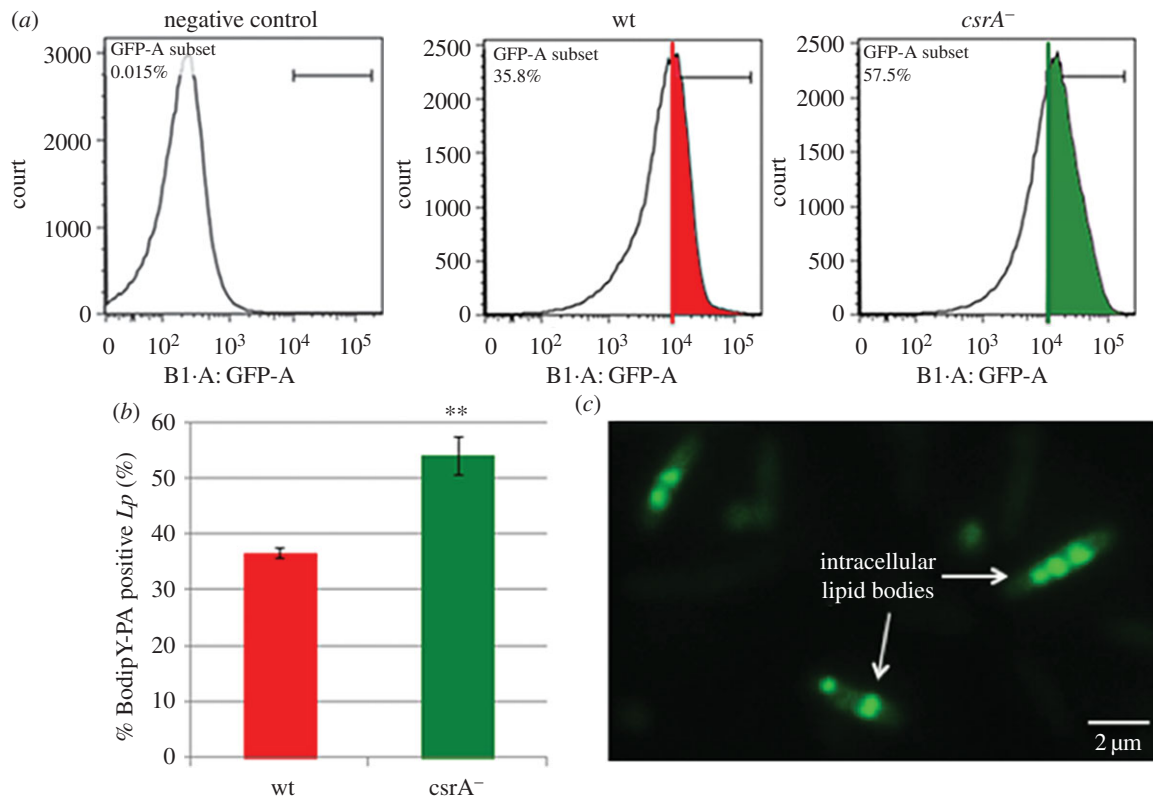 (a)
negative control
GFP-A subset
0.015%
3000
2000
1000
0
court
0 10² 10³ 10⁴ 10⁵
B1·A: GFP-A
wt
GFP-A subset
35.8%
2500
2000
1500
1000
500
0
court
0 10² 10³ 10⁴ 10⁵
B1·A: GFP-A
csrA⁻
GFP-A subset
57.5%
2500
2000
1500
1000
500
0
court
0 10² 10³ 10⁴ 10⁵
B1·A: GFP-A
(b)
**
60
50
40
30
20
10
0
% BodipY-PA positive Lp (%)
wt csrA⁻
(c)
intracellular
lipid bodies
2 µm